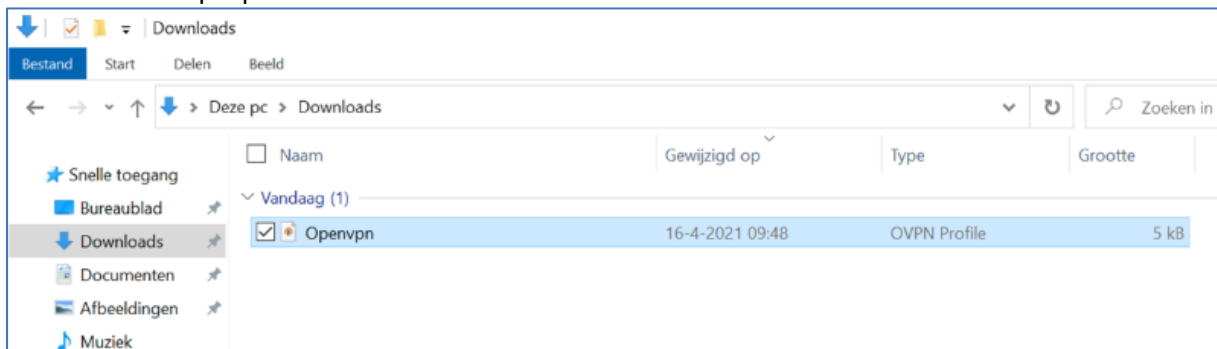 Downloads
Bestand Start Delen Beeld
Deze pc > Downloads Zoeken in
Naam Gewijzigd op Type Grootte
Snelle toegang
Vandaag (1)
Bureaublad
Openvpn 16-4-2021 09:48 OVPN Profile 5 kB
Downloads
Documenten
Afbeeldingen
Muziek